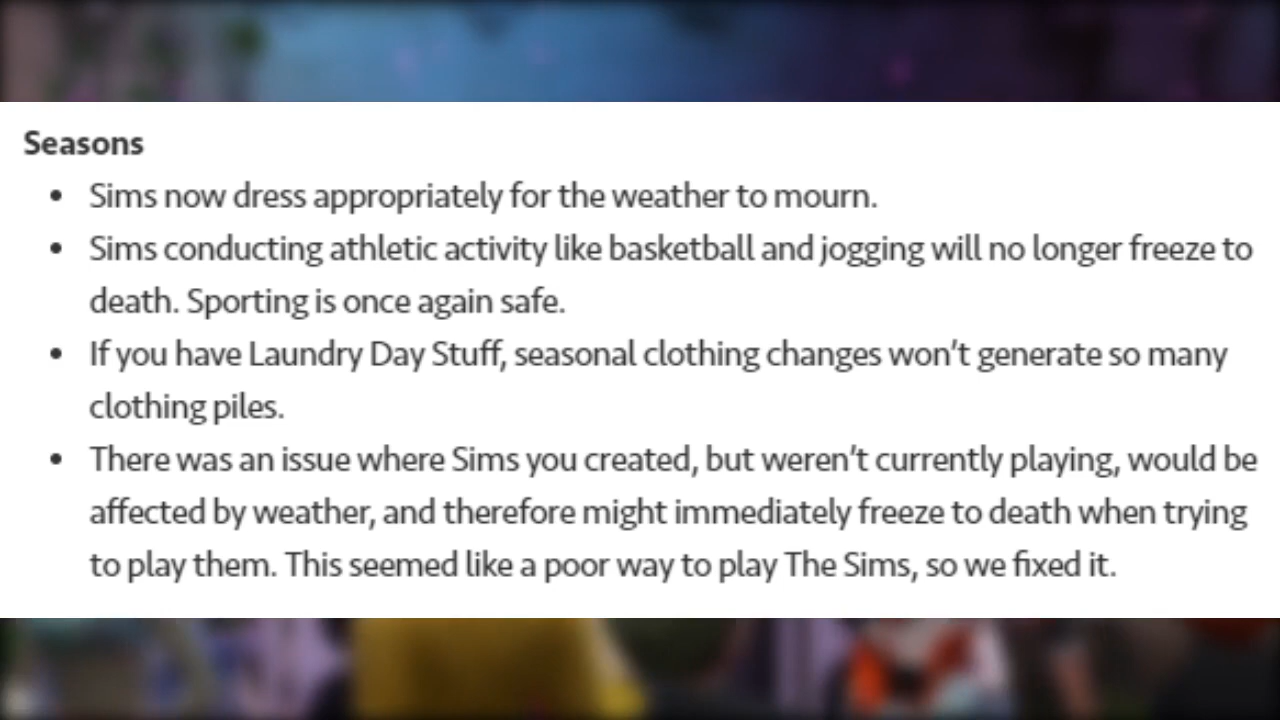 Seasons
• Sims now dress appropriately for the weather to mourn.
• Sims conducting athletic activity like basketball and jogging will no longer freeze to
death. Sporting is once again safe.
• If you have Laundry Day Stuff, seasonal clothing changes won’t generate so many
clothing piles.
• There was an issue where Sims you created, but weren’t currently playing, would be
affected by weather, and therefore might immediately freeze to death when trying
to play them. This seemed like a poor way to play The Sims, so we fixed it.